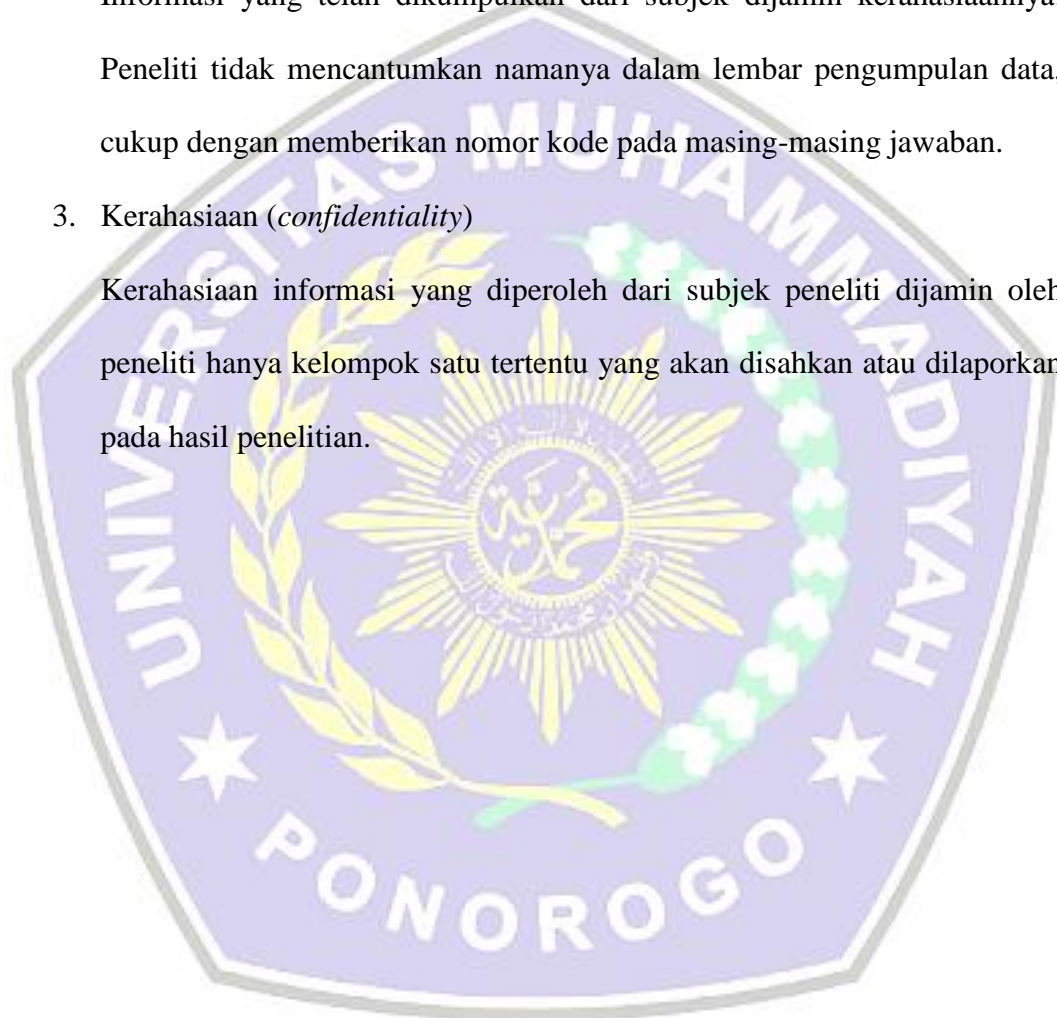 Informasi yang telah dikumpulkan dari subjek dijamin kerahasiaannya.
Peneliti tidak mencantumkan namanya dalam lembar pengumpulan data,
cukup dengan memberikan nomor kode pada masing-masing jawaban.
3. Kerahasiaan (confidentiality)
Kerahasiaan informasi yang diperoleh dari subjek peneliti dijamin oleh
peneliti hanya kelompok satu tertentu yang akan disahkan atau dilaporkan
pada hasil penelitian.
UNIVERSITAS MUHAMMADIYAH
PONOROGO